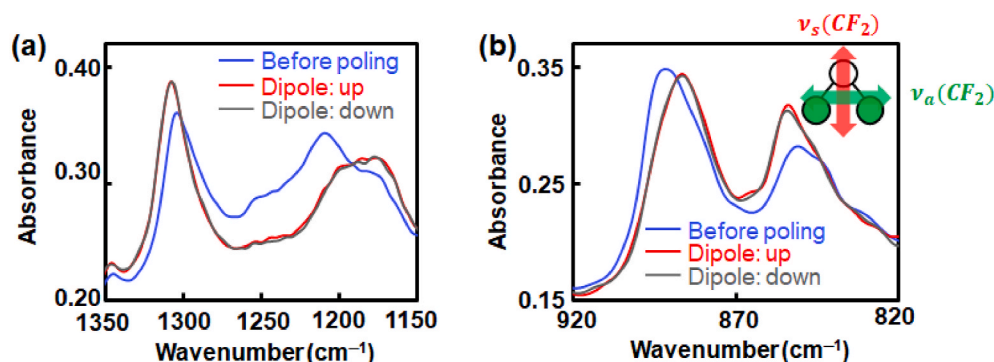 (a)
0.40
0.30
0.20
Absorbance
Before poling
Dipole: up
Dipole: down
1350
1300
1250
1200
1150
Wavenumber (cm⁻¹)
(b)
0.35
0.25
0.15
Absorbance
νs(CF2)
νa(CF2)
Before poling
Dipole: up
Dipole: down
920
870
820
Wavenumber (cm⁻¹)